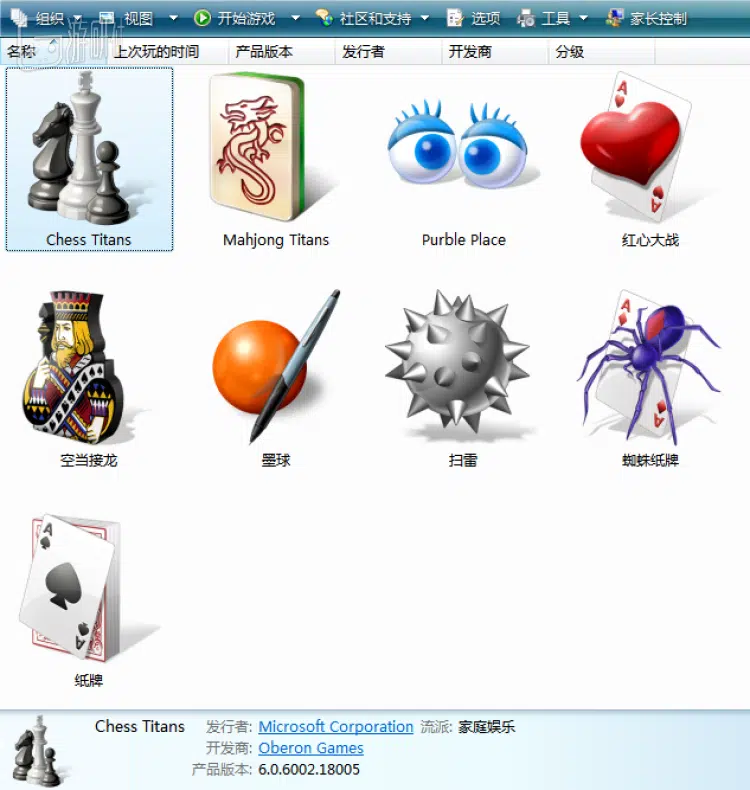 组织 视图 开始游戏 社区和支持 选项 工具 家长控制
名称 上次玩的时间 产品版本 发行者 开发商 分级
A
A
A
A
Chess Titans Mahjong Titans Purble Place 红心大战
空当接龙 墨球 扫雷 蜘蛛纸牌
A
A
纸牌
Chess Titans 发行者: Microsoft Corporation 流派: 家庭娱乐
开发商: Oberon Games
产品版本: 6.0.6002.18005